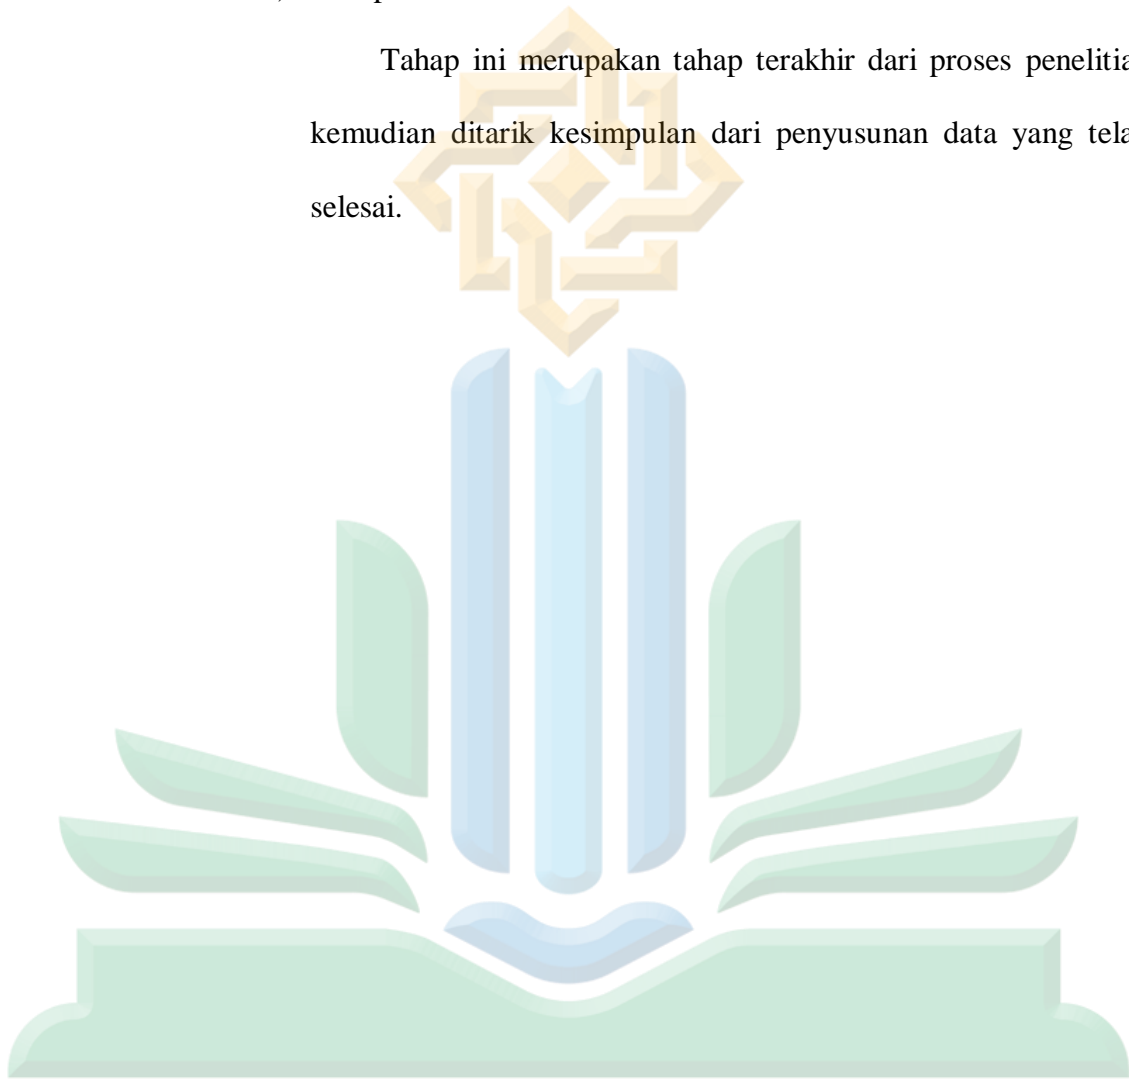 Tahap ini merupakan tahap terakhir dari proses penelitia
kemudian ditarik kesimpulan dari penyusunan data yang tela
selesai.